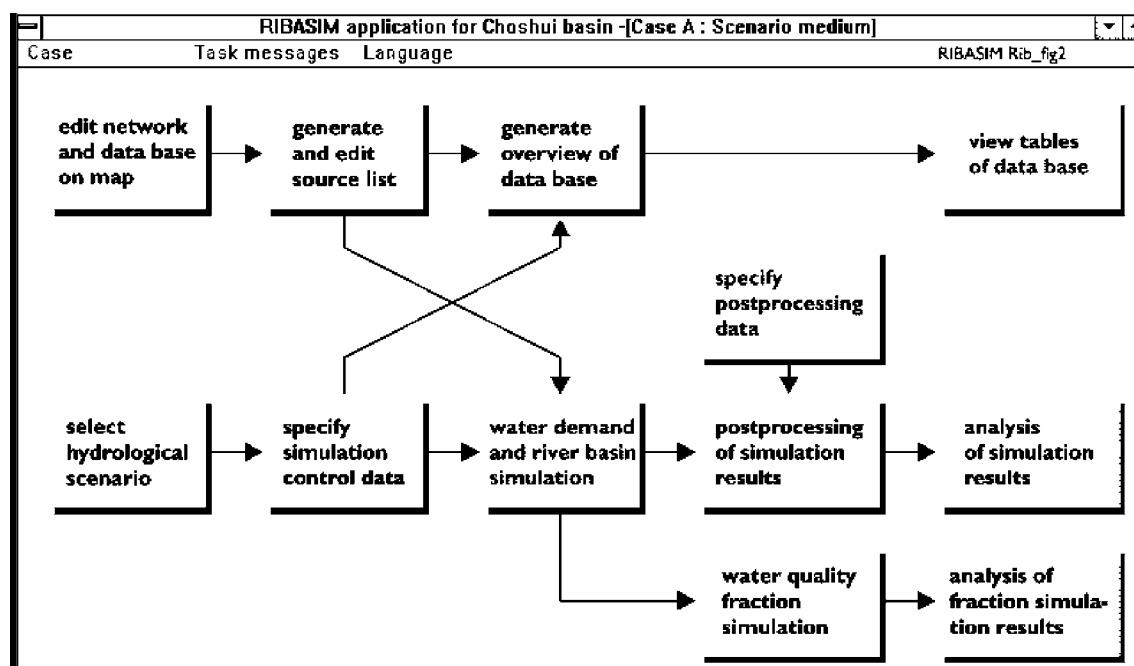 RIBASIM application for Choshui basin -[Case A : Scenario medium]
Case Task messages Language RIBASIM Rib_fig2
edit network
and data base
on map
generate
and edit
source list
generate
overview of
data base
view tables
of data base
specify
postprocessing
data
select
hydrological
scenario
specify
simulation
control data
water demand
and river basin
simulation
postprocessing
of simulation
results
analysis
of simulation
results
water quality
fraction
simulation
analysis of
fraction simula-
tion results